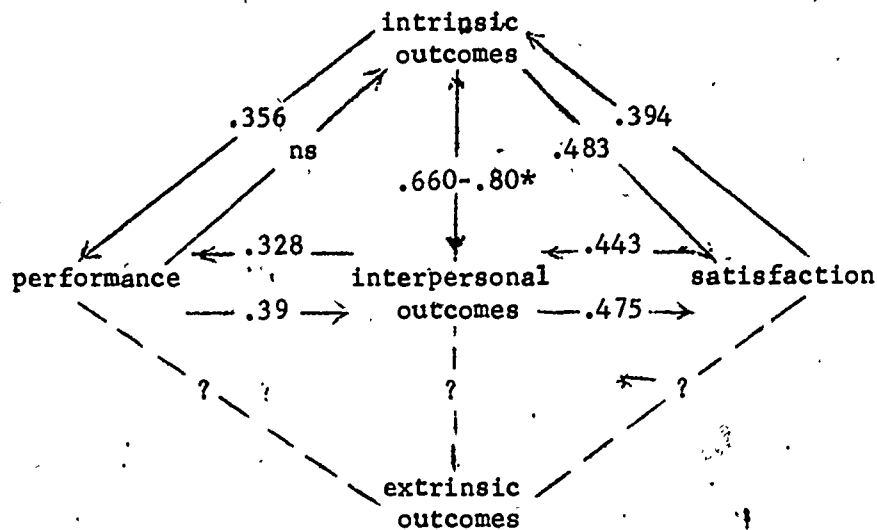 intrinsic
outcomes
.356
.394
ns
.483
.660-.80*
.328
.443
performance
interpersonal
satisfaction
outcomes
.39
.475
?
?
?
extrinsic
outcomes